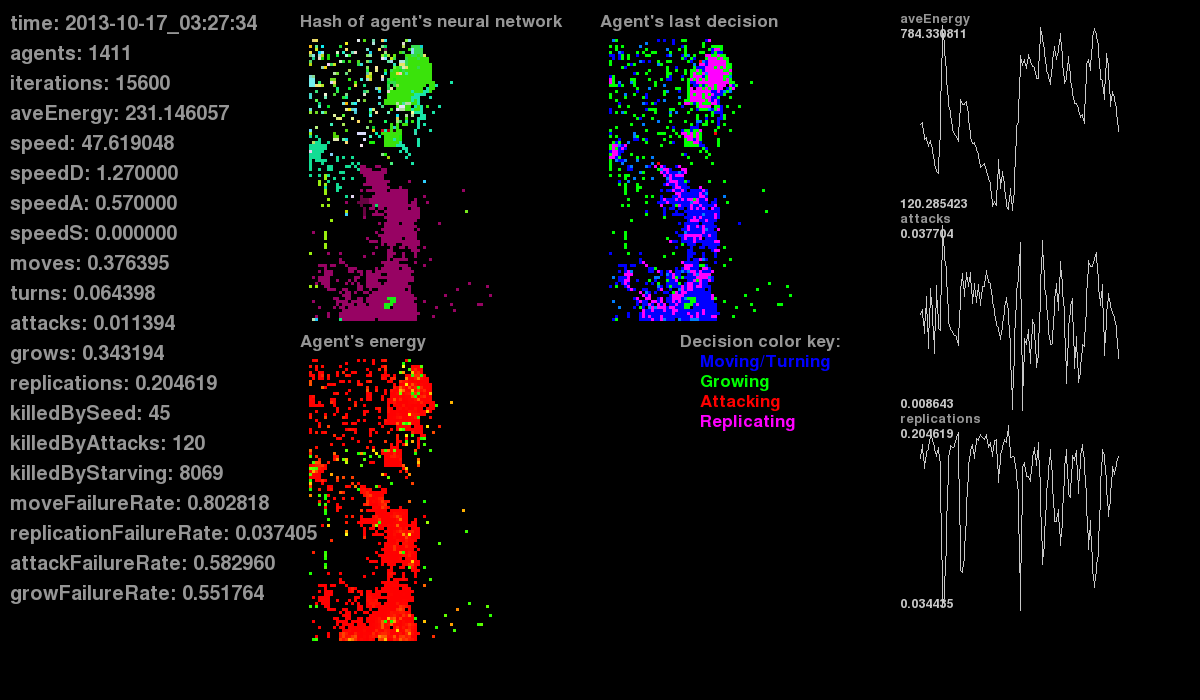 time: 2013-10-17_03:27:34
agents: 1411
iterations: 15600
aveEnergy: 231.146057
speed: 47.619048
speedD: 1.270000
speedA: 0.570000
speedS: 0.000000
moves: 0.376395
turns: 0.064398
attacks: 0.011394
grows: 0.343194
replications: 0.204619
killedBySeed: 45
killedByAttacks: 120
killedByStarving: 8069
moveFailureRate: 0.802818
replicationFailureRate: 0.037405
attackFailureRate: 0.582960
growFailureRate: 0.551764
Hash of agent's neural network
Agent's energy
Agent's last decision
Decision color key:
Moving/Turning
Growing
Attacking
Replicating
aveEnergy
784.330811
120.285423
attacks
0.037704
0.008643
replications
0.204619
0.034435